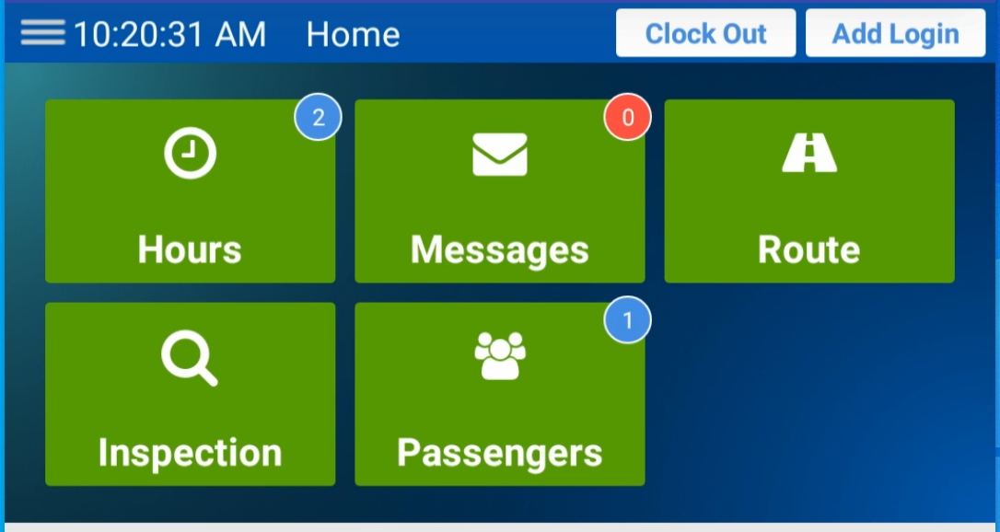 10:20:31 AM Home Clock Out Add Login
2 0
Hours Messages Route
1
Inspection Passengers